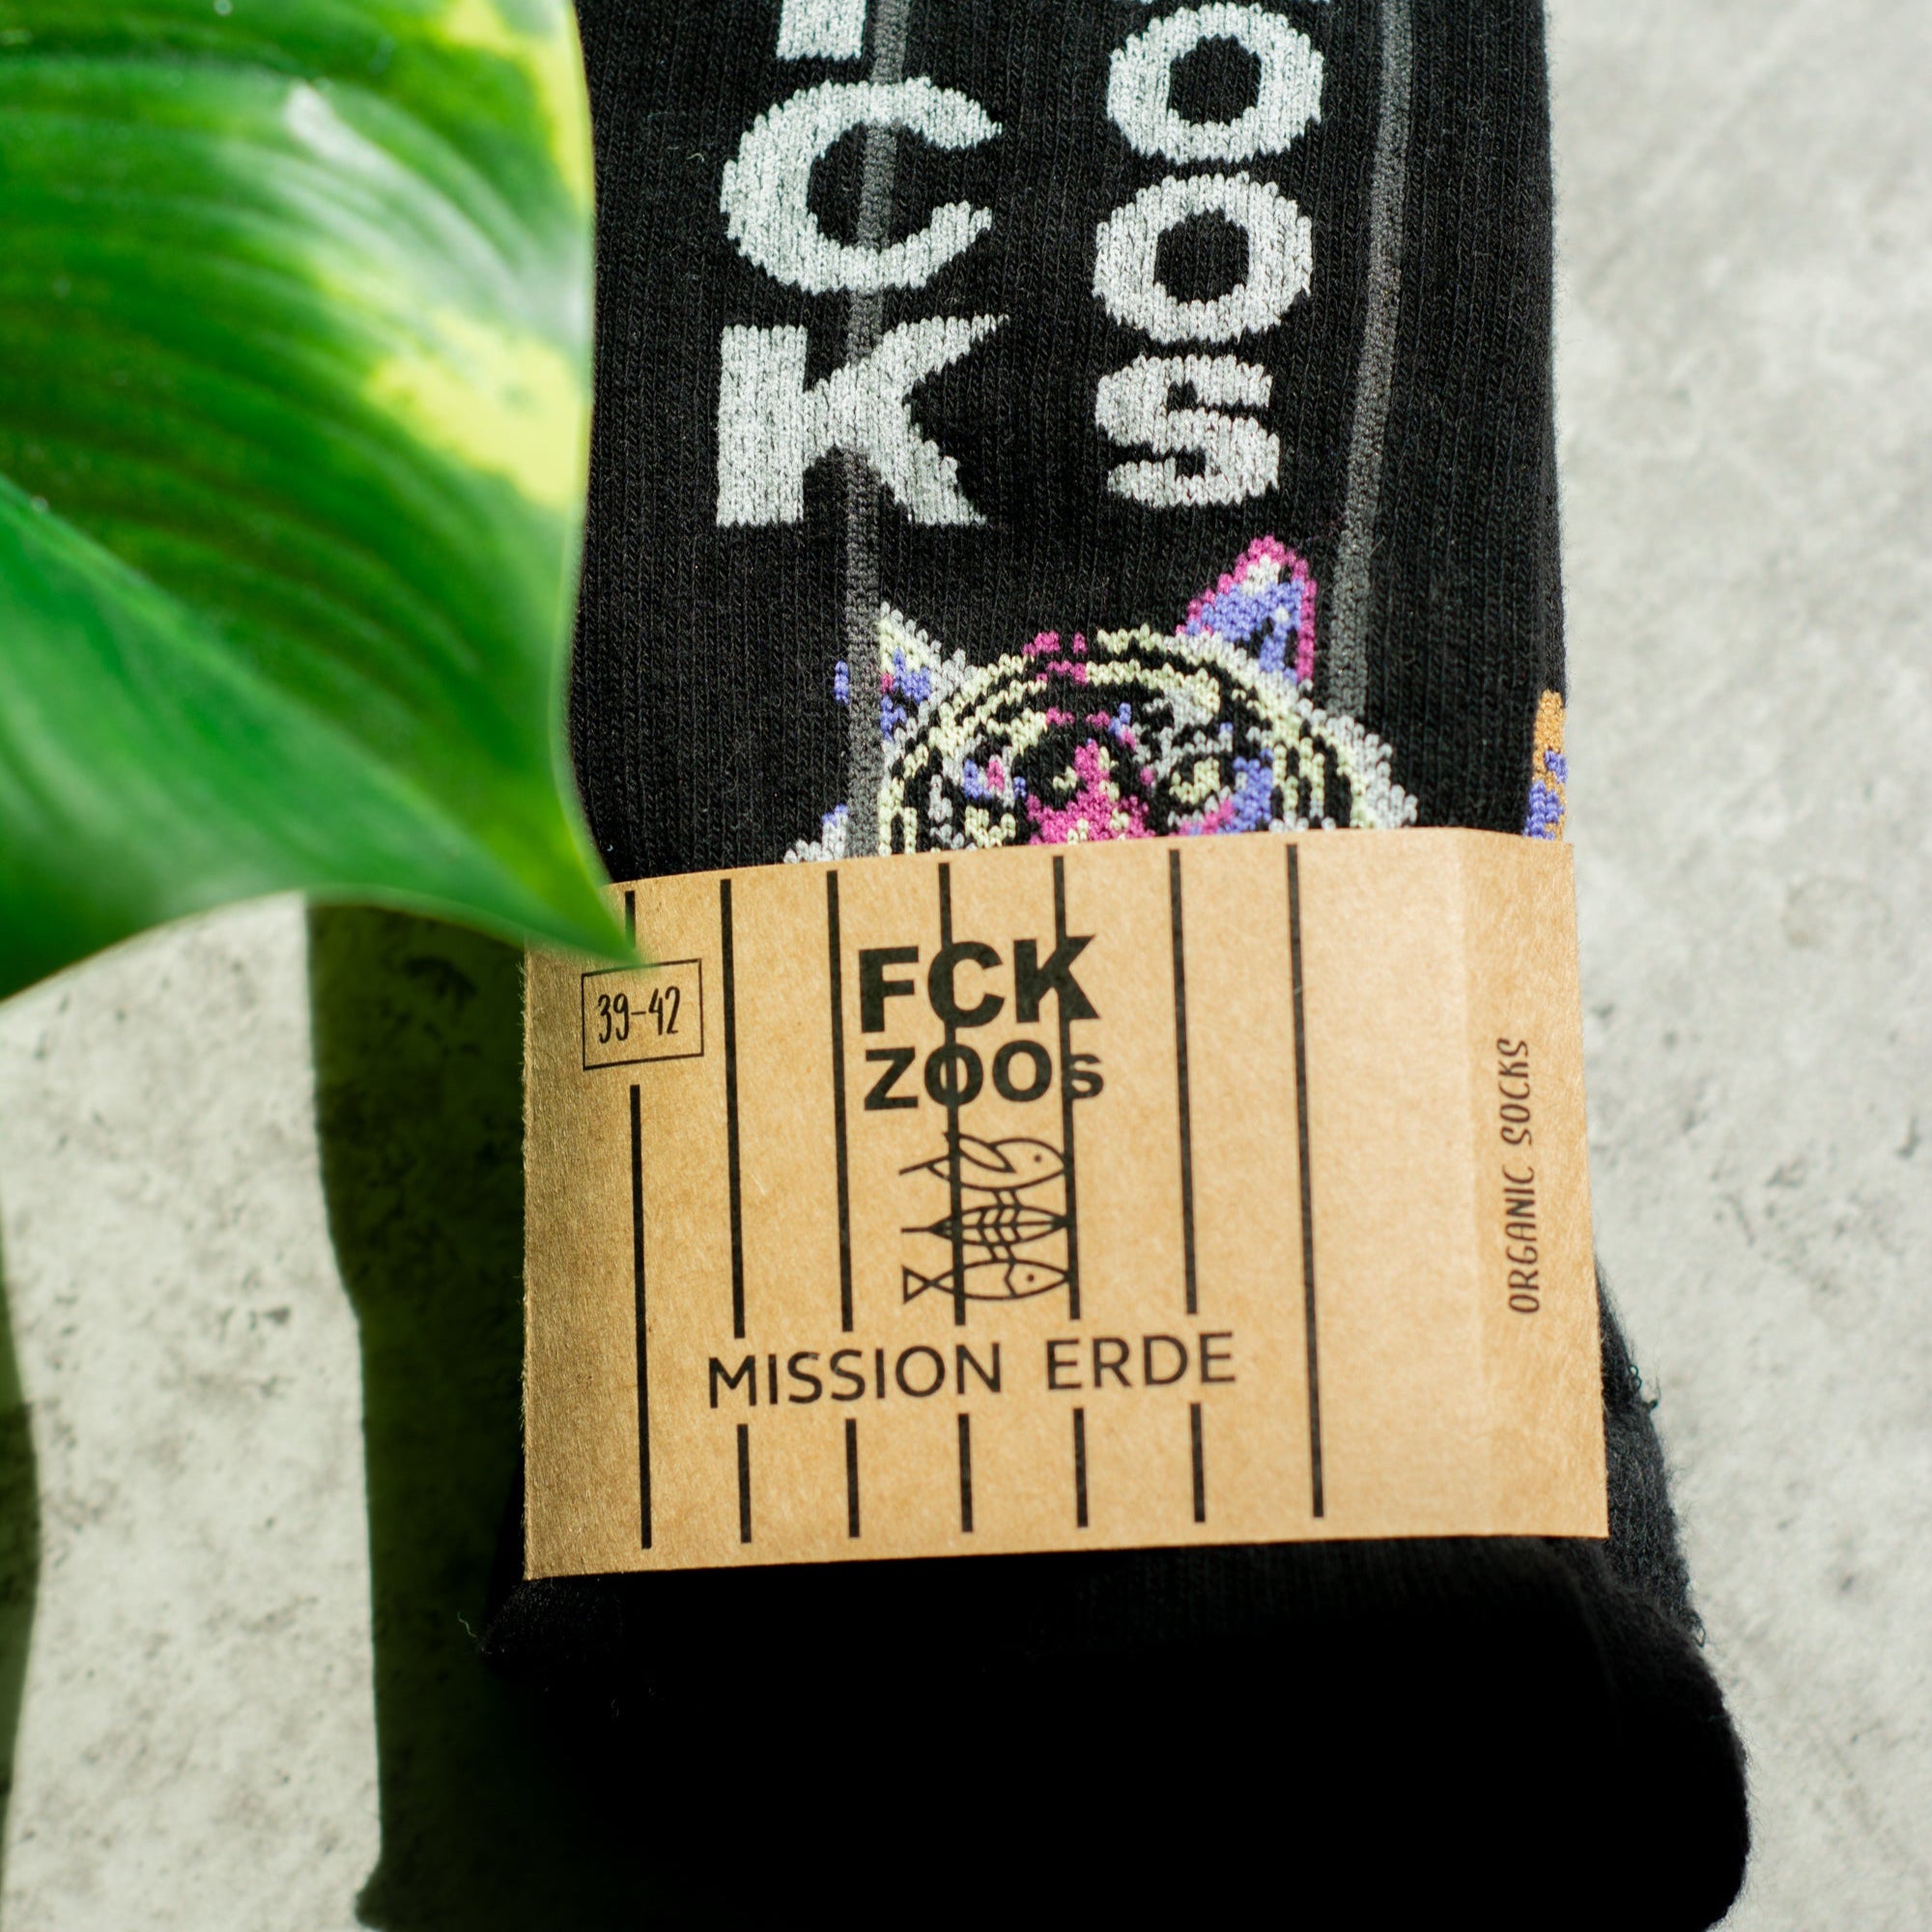 CK
OOS
39-42
FCK
ZOOs
MISSION ERDE
ORGANIC SOCKS